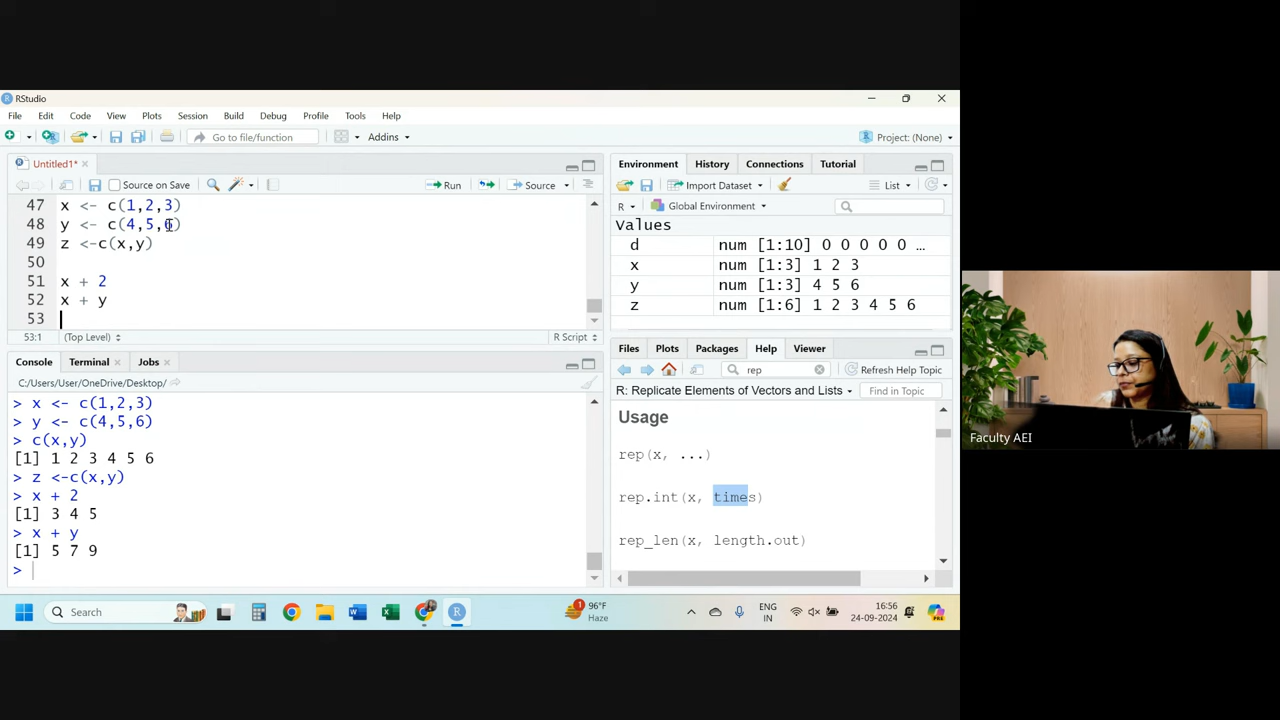 RStudio
File Edit Code View Plots Session Build Debug Profile Tools Help
Go to file/function Addins Project: (None)
Untitled1*
Source on Save Run Source
47 x <- c(1,2,3)
48 y <- c(4,5,6)
49 z <-c(x,y)
50
51 x + 2
52 x + y
53
53:1 (Top Level) R Script
Console Terminal Jobs
C:/Users/User/OneDrive/Desktop/
> x <- c(1,2,3)
> y <- c(4,5,6)
> c(x,y)
[1] 1 2 3 4 5 6
> z <-c(x,y)
> x + 2
[1] 3 4 5
> x + y
[1] 5 7 9
>
Environment History Connections Tutorial
Import Dataset List
R Global Environment
Values
d num [1:10] 0 0 0 0 0 ...
x num [1:3] 1 2 3
y num [1:3] 4 5 6
z num [1:6] 1 2 3 4 5 6
Files Plots Packages Help Viewer
rep Refresh Help Topic
R: Replicate Elements of Vectors and Lists Find in Topic
Usage
rep(x, ...)
rep.int(x, times)
rep_len(x, length.out)
Faculty AEI
Search
1 96°F
Haze
ENG
IN
16:56
24-09-2024